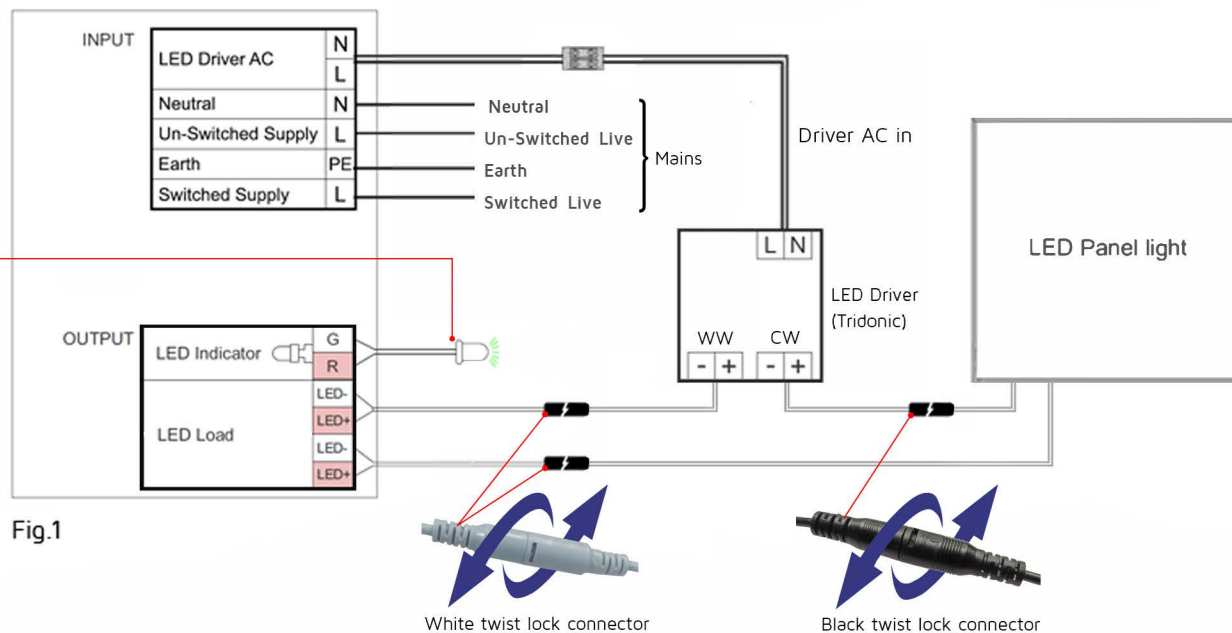 INPUT
LED Driver AC
N
L
Neutral N
Un-Switched Supply L
Earth PE
Switched Supply L
Neutral
Un-Switched Live
Earth
Switched Live
Mains
Driver AC in
L N
LED Driver
(Tridonic)
WW CW
- + - +
LED Panel light
OUTPUT
LED Indicator
G
R
LED Load
LED-
LED+
LED-
LED+
Fig.1
White twist lock connector
Black twist lock connector